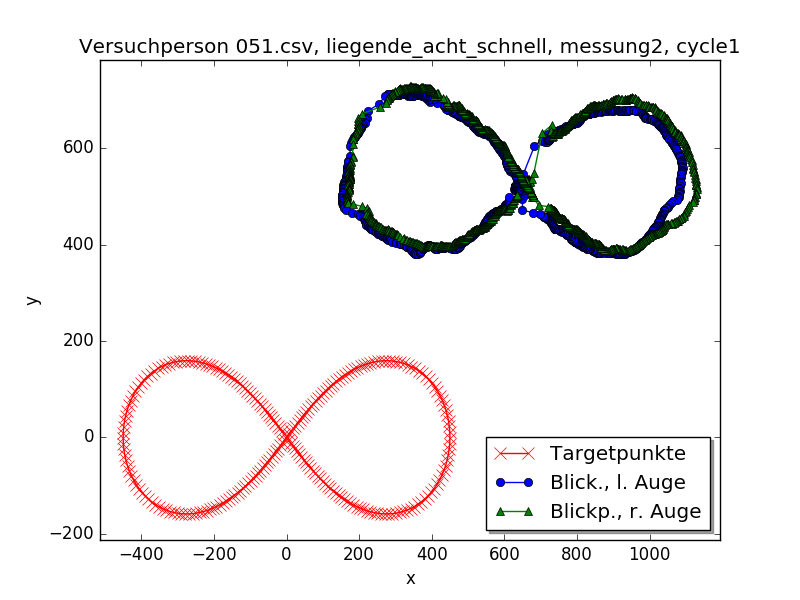 Versuchperson 051.csv, liegende_acht_schnell, messung2, cycle1
y
600
400
200
0
−200
−400
−200
0
200
400
600
800
1000
x
Targetpunkte
Blick., l. Auge
Blickp., r. Auge